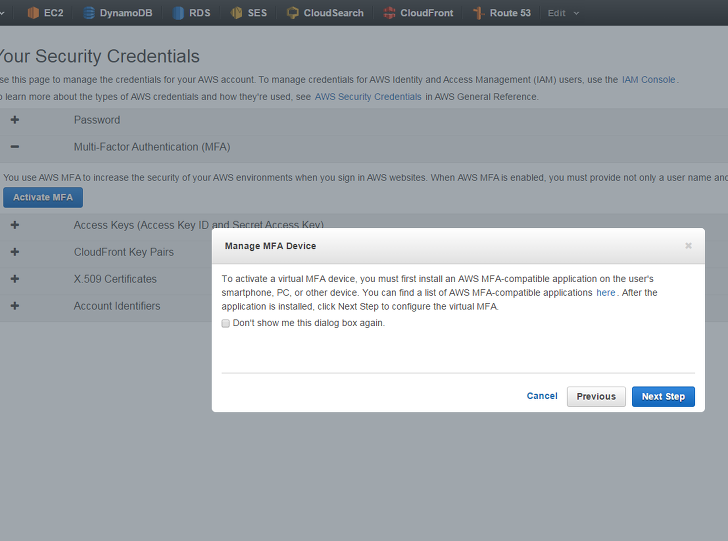 EC2 DynamoDB RDS SES CloudSearch CloudFront Route 53 Edit
Your Security Credentials
se this page to manage the credentials for your AWS account. To manage credentials for AWS Identity and Access Management (IAM) users, use the IAM Console.
o learn more about the types of AWS credentials and how they're used, see AWS Security Credentials in AWS General Reference.
+ Password
− Multi-Factor Authentication (MFA)
You use AWS MFA to increase the security of your AWS environments when you sign in AWS websites. When AWS MFA is enabled, you must provide not only a user name and
Activate MFA
+ Access Keys (Access Key ID and Secret Access Key)
+ CloudFront Key Pairs
+ X.509 Certificates
+ Account Identifiers
Manage MFA Device ×
To activate a virtual MFA device, you must first install an AWS MFA-compatible application on the user's
smartphone, PC, or other device. You can find a list of AWS MFA-compatible applications here. After the
application is installed, click Next Step to configure the virtual MFA.
Don't show me this dialog box again.
Cancel Previous Next Step